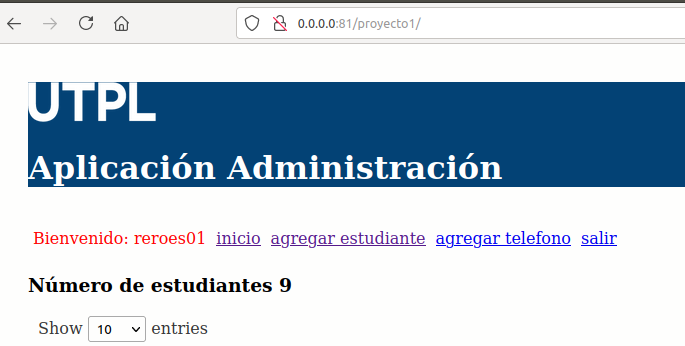 0.0.0.0:81/proyecto1/
UTPL
Aplicación Administración
Bienvenido: reroes01 inicio agregar estudiante agregar telefono salir
Número de estudiantes 9
Show 10 entries